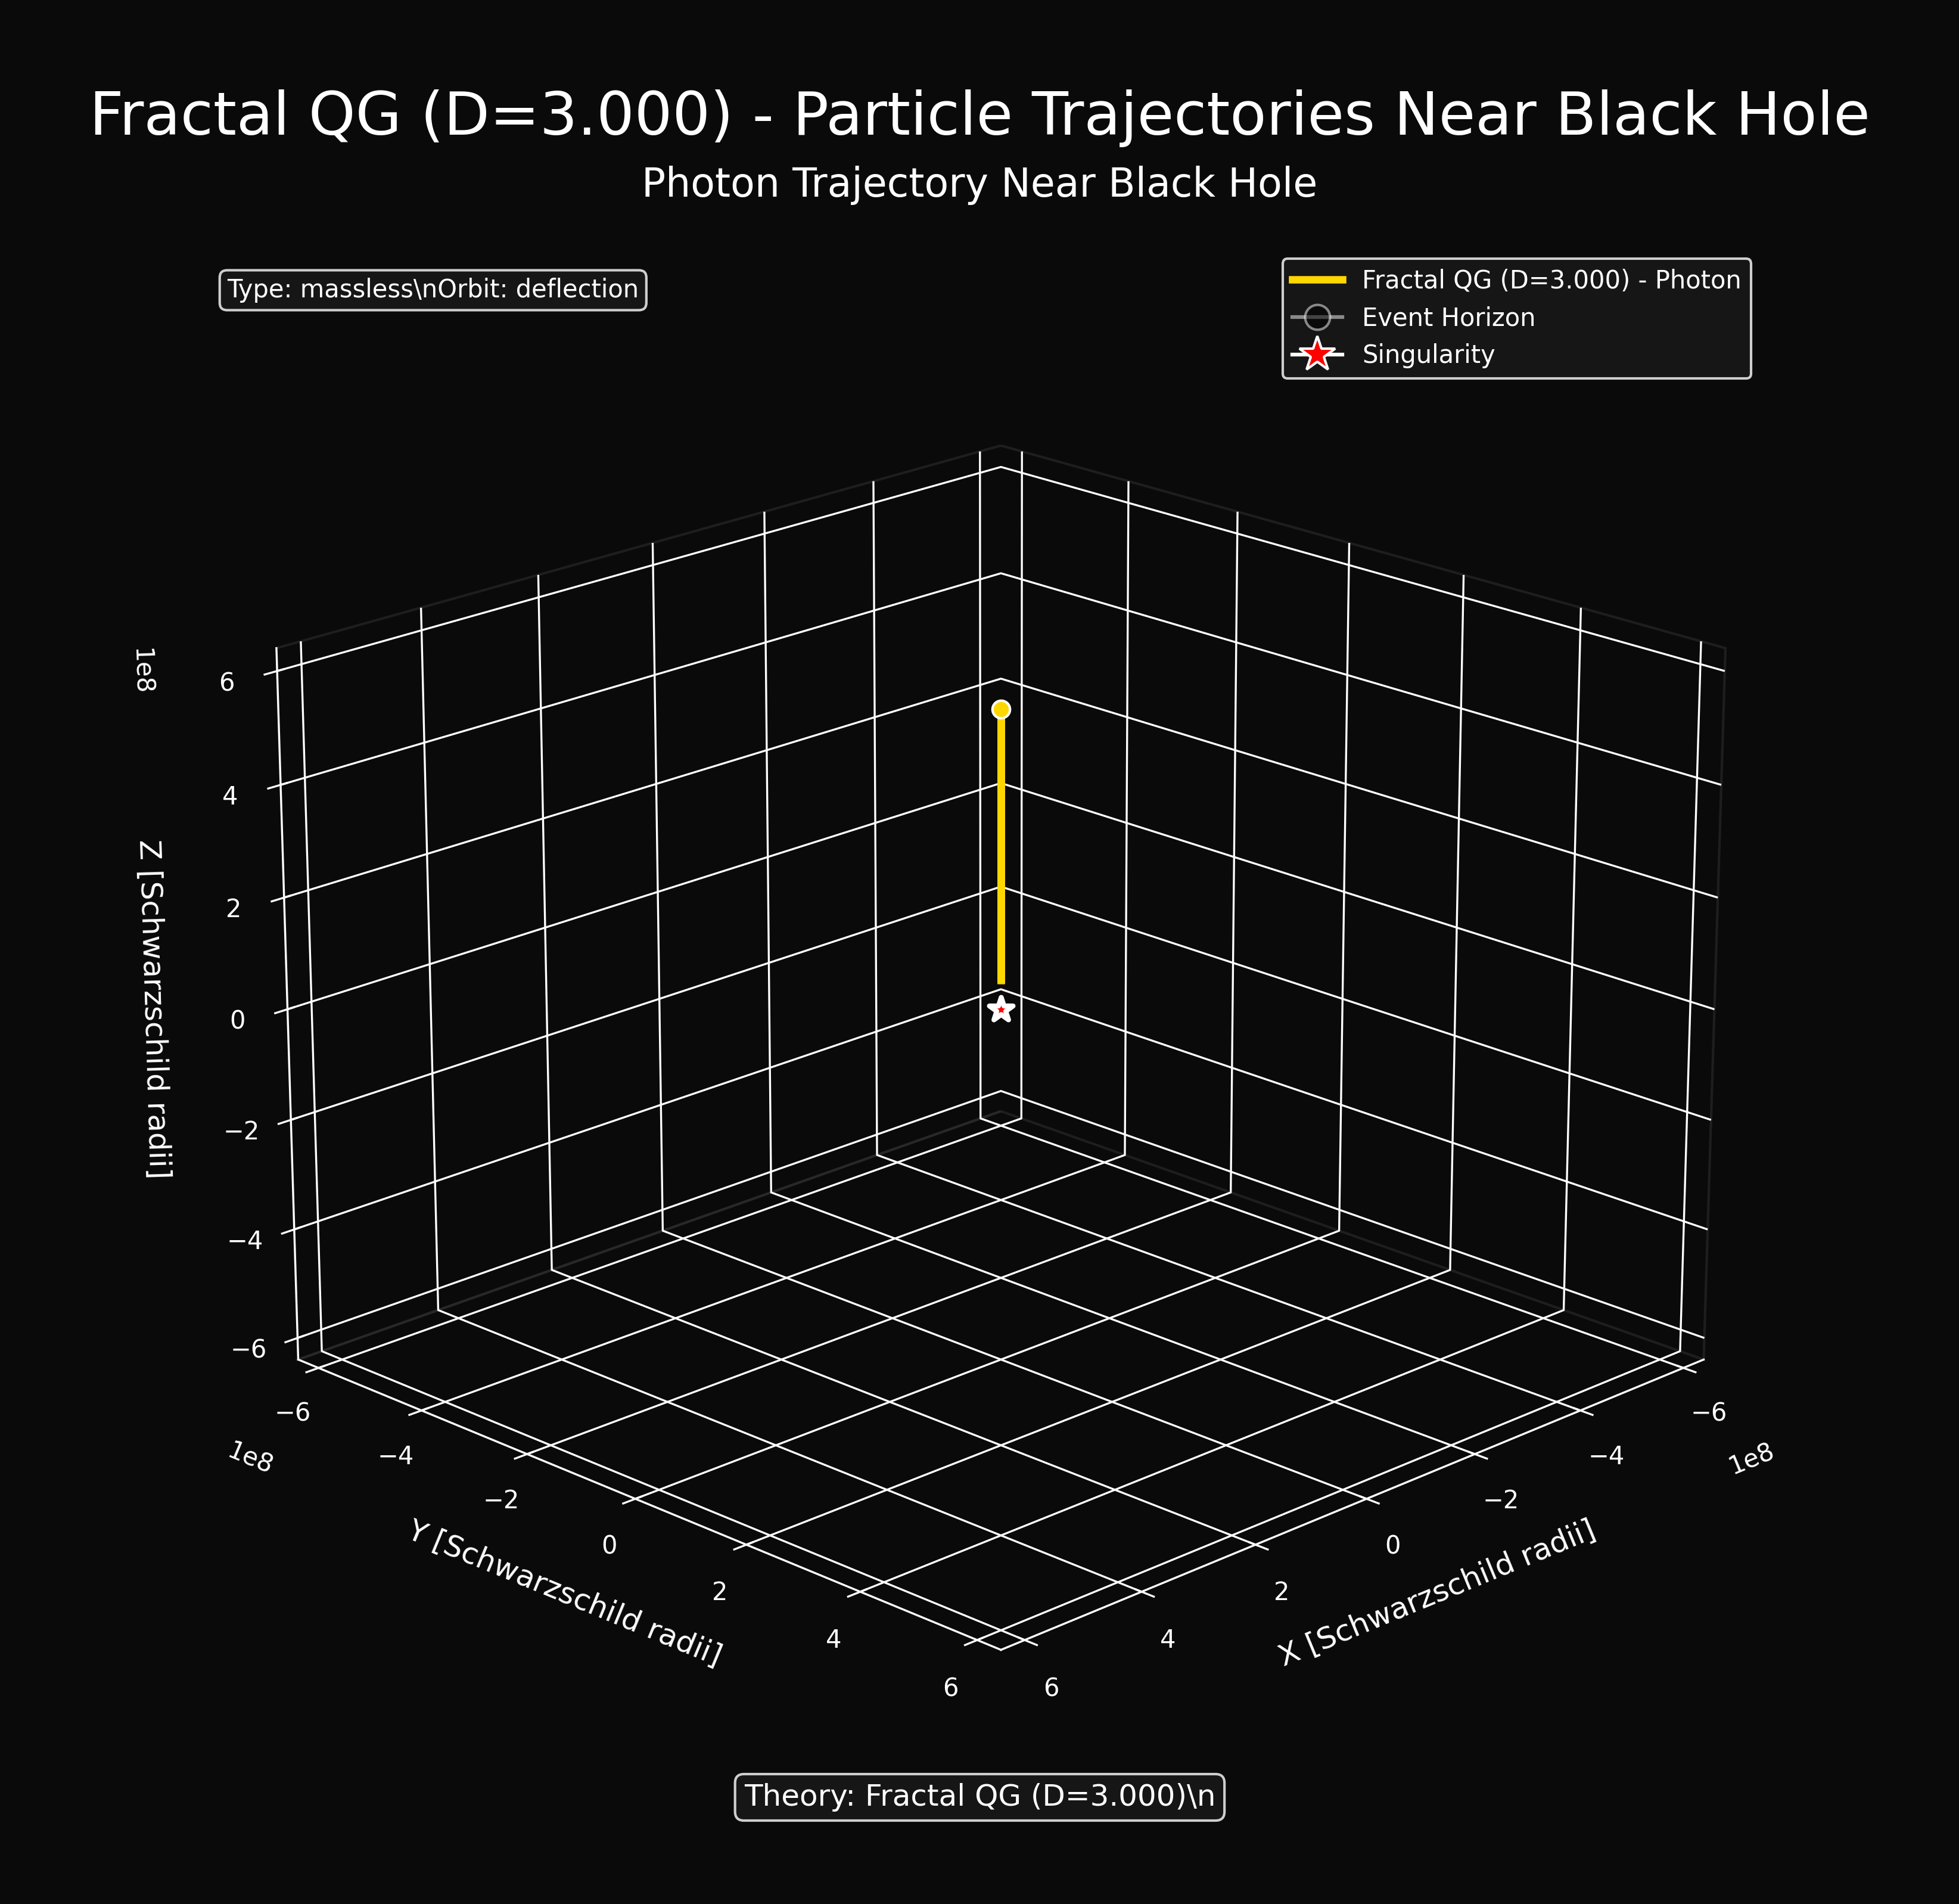 Fractal QG (D=3.000) - Particle Trajectories Near Black Hole
Photon Trajectory Near Black Hole
Type: massless\nOrbit: deflection
Fractal QG (D=3.000) - Photon
Event Horizon
Singularity
1e8
6
4
2
0
−2
−4
−6
Z [Schwarzschild radii]
−6
−4
−2
0
2
4
6
1e8
Y [Schwarzschild radii]
6
4
2
0
−2
−4
−6
1e8
X [Schwarzschild radii]
Theory: Fractal QG (D=3.000)\n